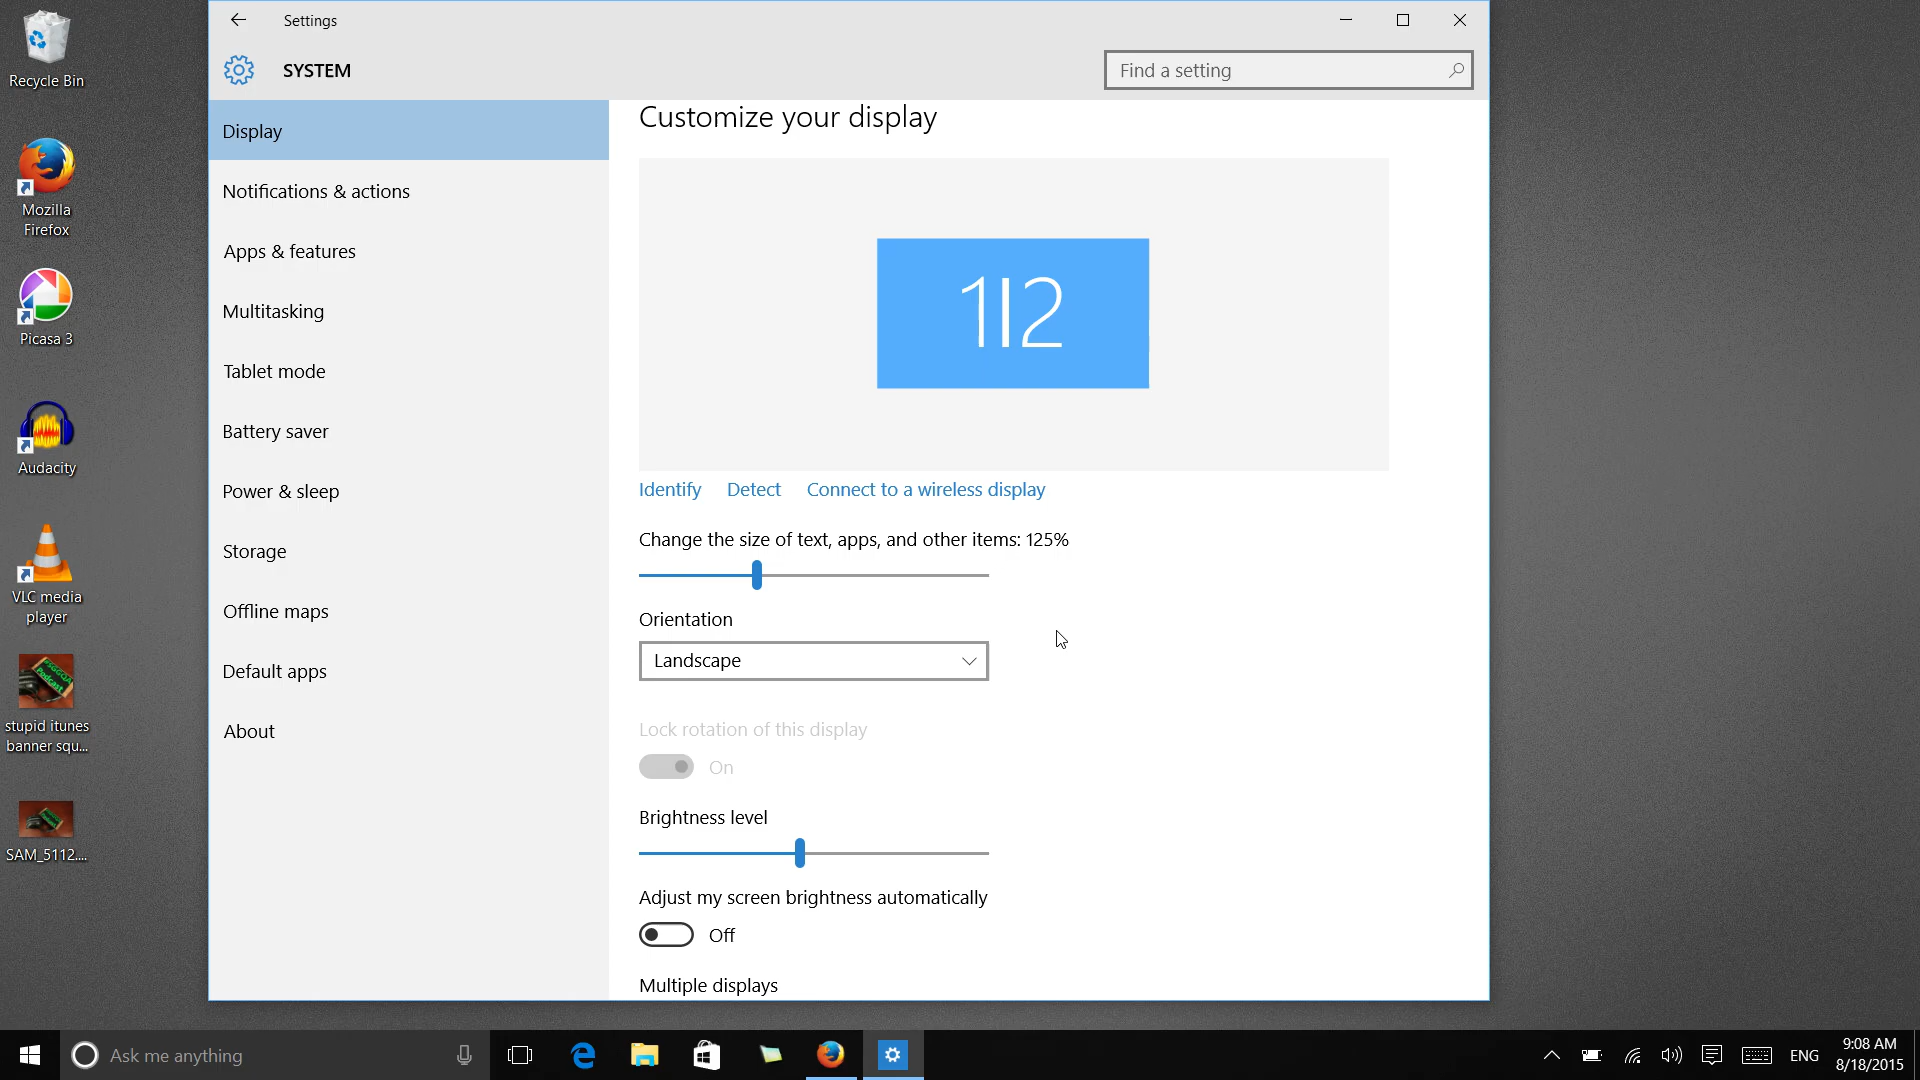 Settings
SYSTEM
Find a setting
Display
Notifications & actions
Apps & features
Multitasking
Tablet mode
Battery saver
Power & sleep
Storage
Offline maps
Default apps
About
Customize your display
1|2
Identify Detect Connect to a wireless display
Change the size of text, apps, and other items: 125%
Orientation
Landscape
Lock rotation of this display
On
Brightness level
Adjust my screen brightness automatically
Off
Multiple displays
Recycle Bin
Mozilla
Firefox
Picasa 3
Audacity
VLC media
player
Podcast
stupid itunes
banner squ...
SAM_5112....
Ask me anything
ENG
9:08 AM
8/18/2015